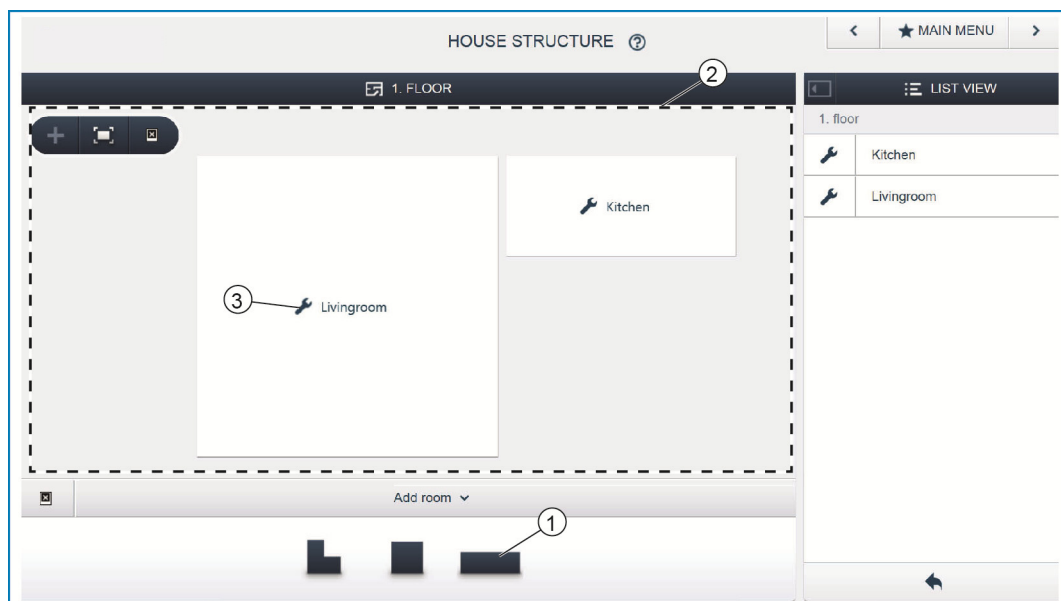 HOUSE STRUCTURE ?
MAIN MENU
2
1. FLOOR
LIST VIEW
1. floor
Kitchen
Livingroom
Kitchen
3
Livingroom
Add room
1